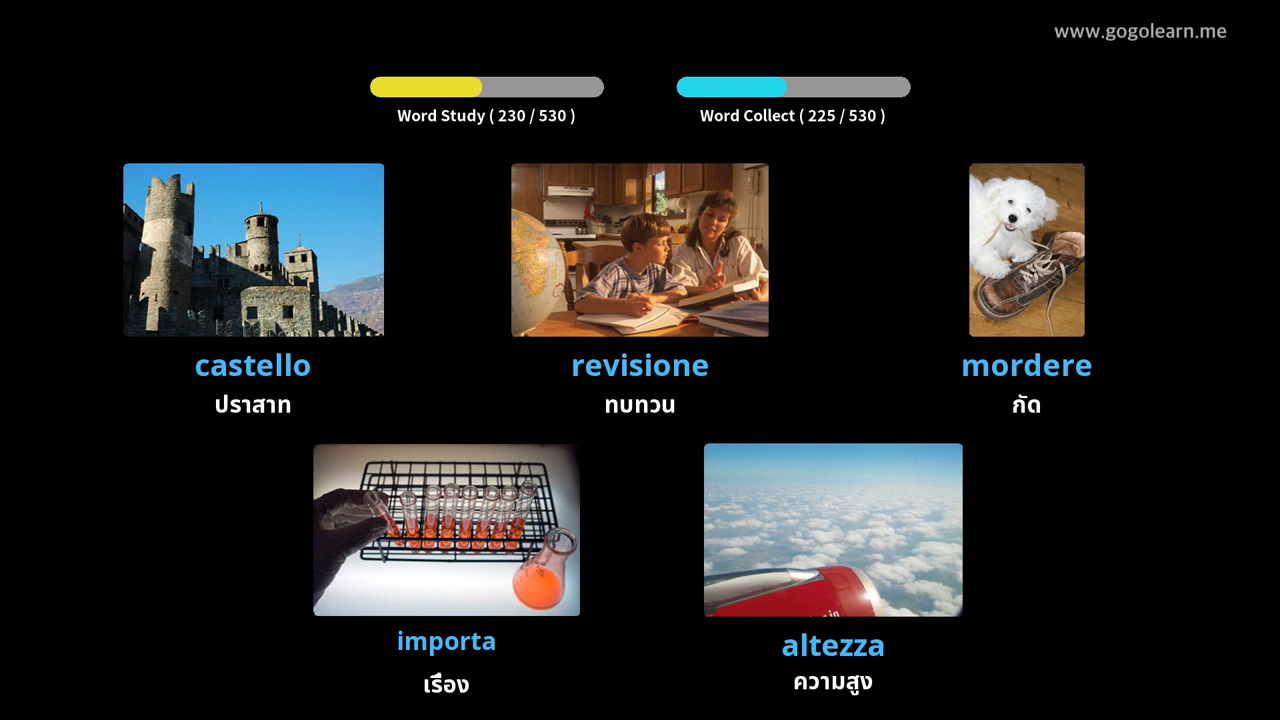 www.gogolearn.me
Word Study ( 230 / 530 )
Word Collect ( 225 / 530 )
castello
ปราสาท
revisione
ทบทวน
mordere
กัด
importa
เรื่อง
altezza
ความสูง